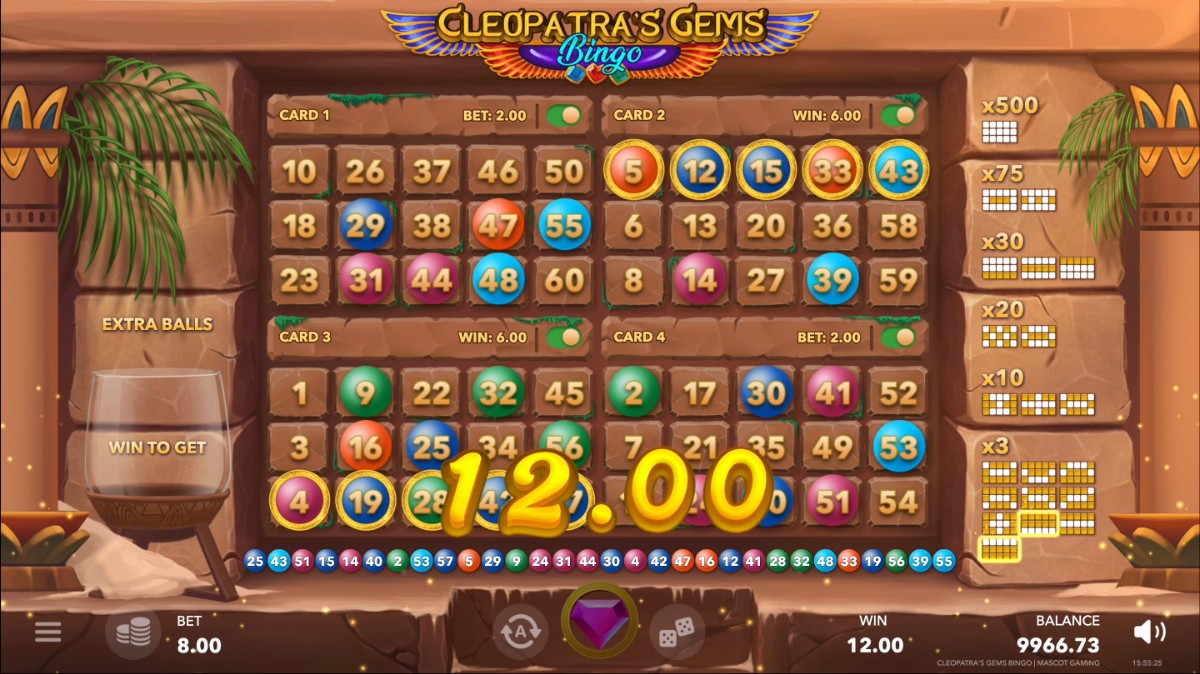 CLEOPATRA'S GEMS
Bingo
CARD 1 BET: 2.00
10 26 37 46 50
18 29 38 47 55
23 31 44 48 60
CARD 2 WIN: 6.00
5 12 15 33 43
6 13 20 36 58
8 14 27 39 59
CARD 3 WIN: 6.00
1 9 22 32 45
3 16 25 34 56
4 19 28
CARD 4 BET: 2.00
2 17 30 41 52
7 21 35 49 53
51 54
12.00
EXTRA BALLS
WIN TO GET
x500
x75
x30
x20
x10
x3
25 43 51 15 14 40 2 53 57 5 29 9 24 31 44 30 4 42 47 16 12 41 28 32 48 33 19 56 39 55
BET
8.00
A
WIN
12.00
BALANCE
9966.73
CLEOPATRA'S GEMS BINGO | MASCOT GAMING 15:55:25